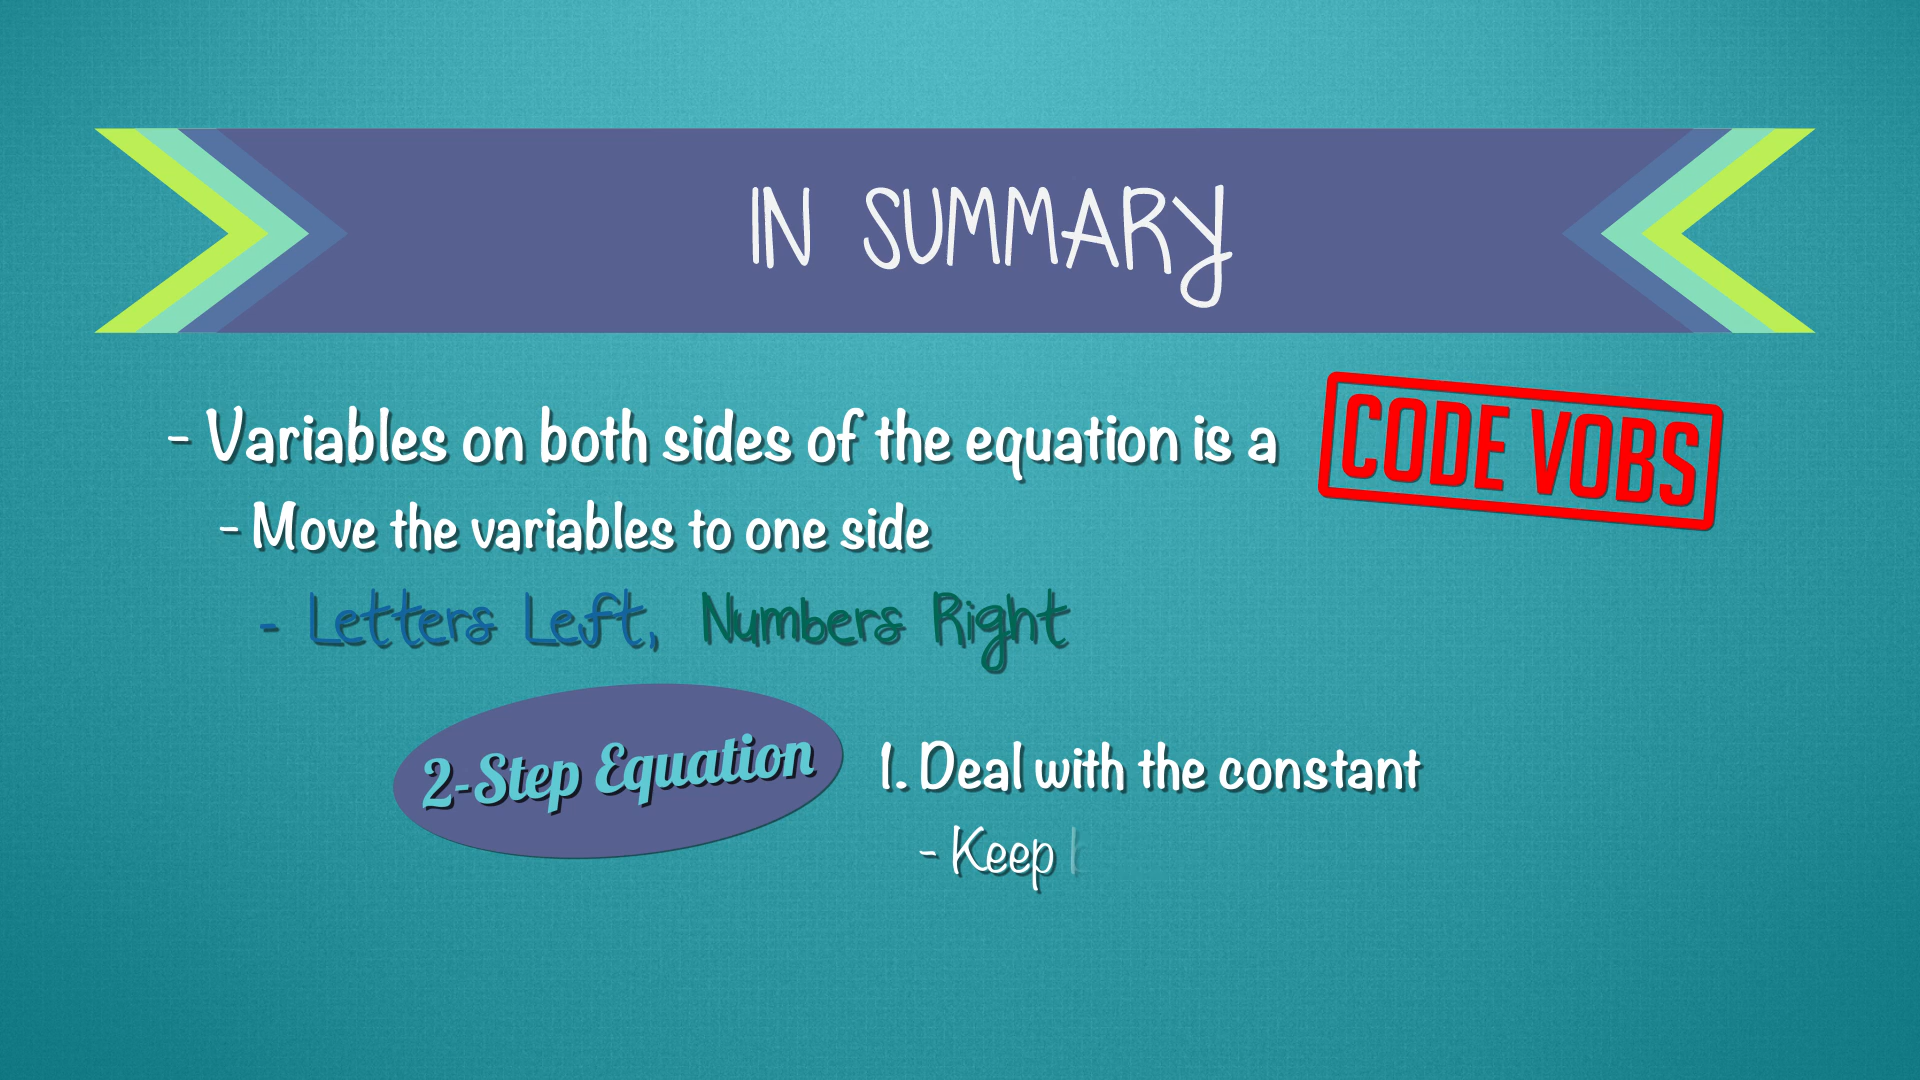 IN SUMMARY
- Variables on both sides of the equation is a CODE VOBS
- Move the variables to one side
- Letters Left, Numbers Right
2-Step Equation
1. Deal with the constant
- Keep